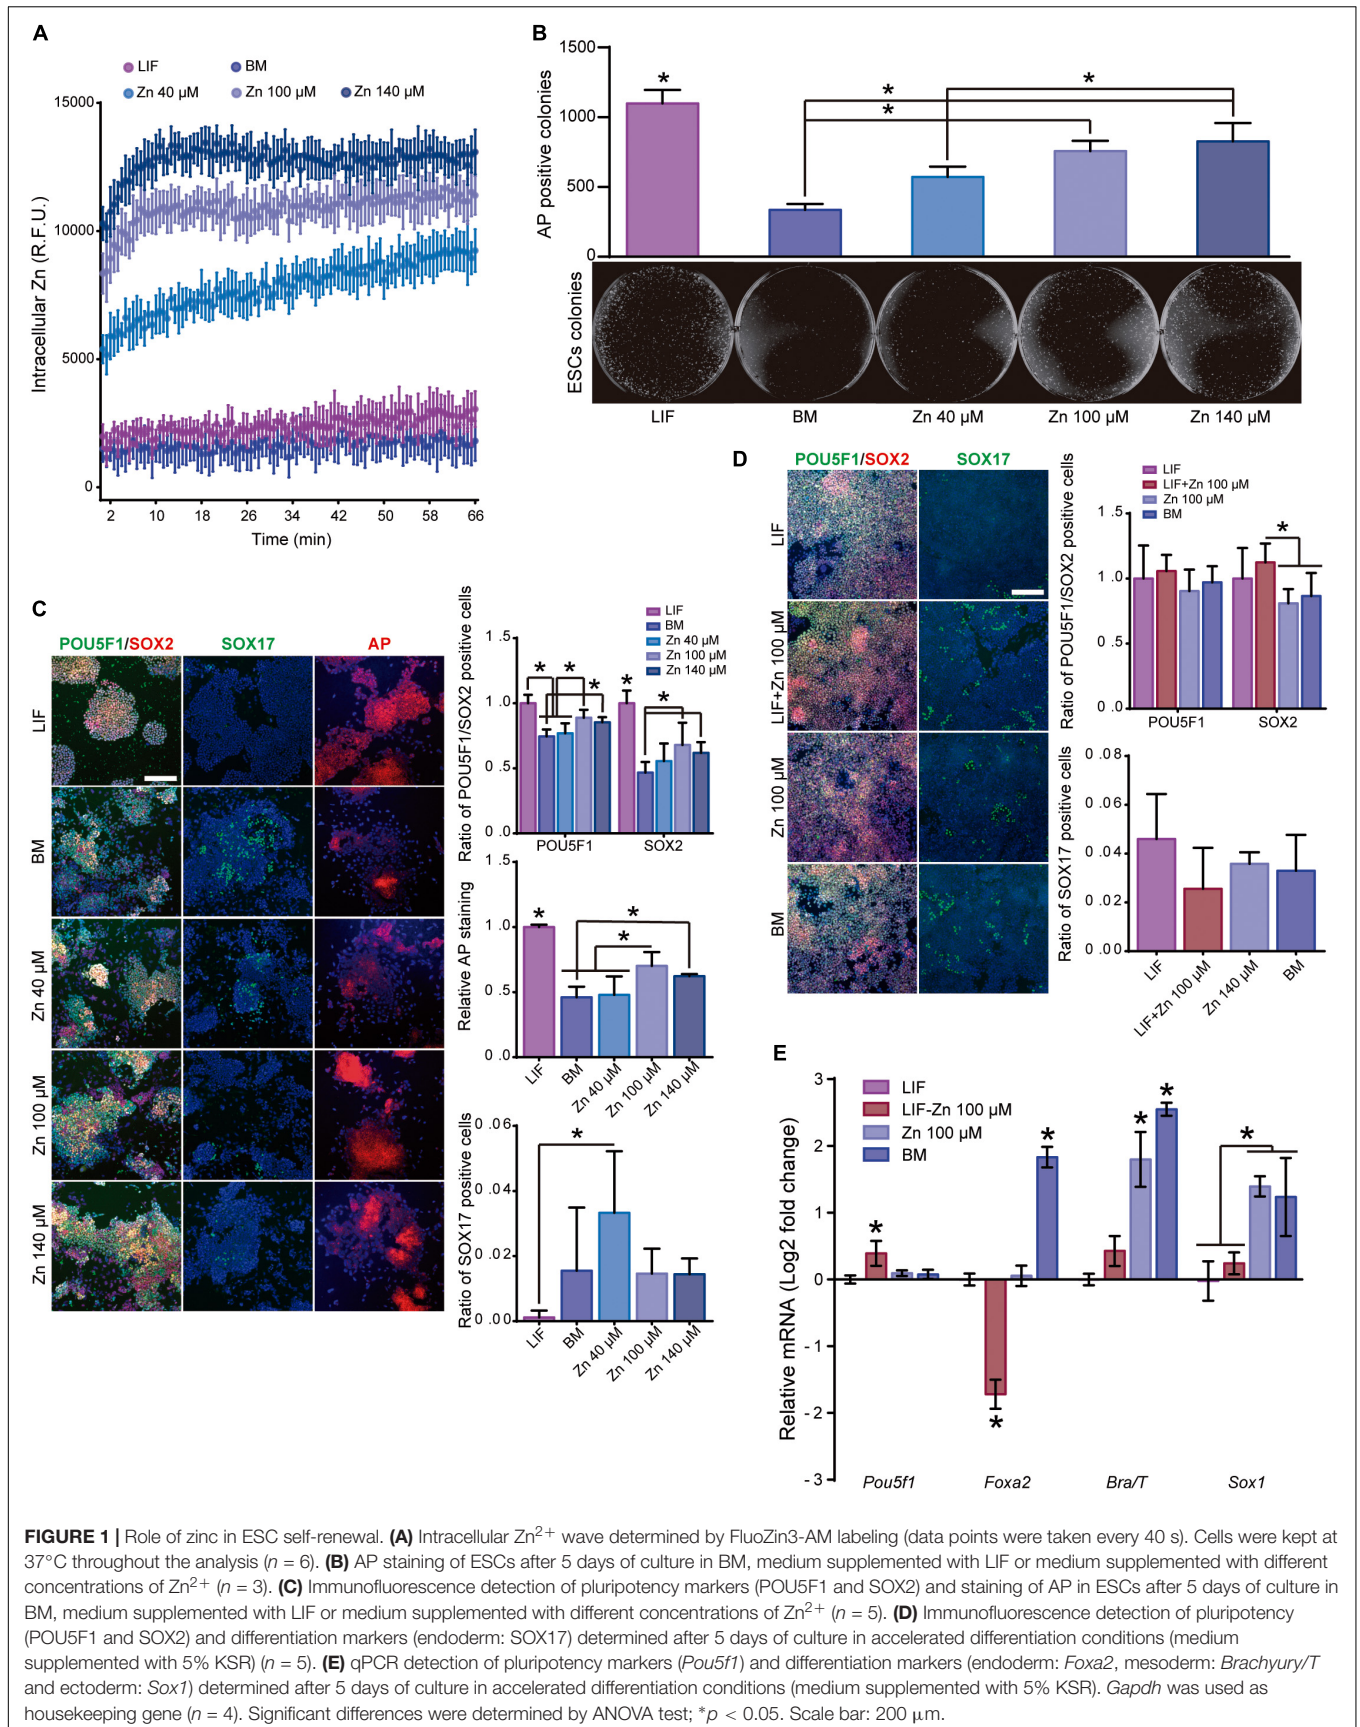 A
LIF
BM
Zn 40 µM
Zn 100 µM
Zn 140 µM
Intracellular Zn (R.F.U.)
15000
10000
5000
0
2 10 18 26 34 42 50 58 66
Time (min)
B
AP positive colonies
1500
1000
500
0
*
*
*
*
ESCs colonies
LIF BM Zn 40 µM Zn 100 µM Zn 140 µM
C
POU5F1/SOX2 SOX17 AP
LIF
BM
Zn 40 µM
Zn 100 µM
Zn 140 µM
LIF
BM
Zn 40 µM
Zn 100 µM
Zn 140 µM
Ratio of POU5F1/SOX2 positive cells
1.5
1.0
0.5
0.0
* * * * *
POU5F1 SOX2
Relative AP staining
1.5
1.0
0.5
0.0
* * *
LIF BM Zn 40 µM Zn 100 µM Zn 140 µM
Ratio of SOX17 positive cells
0.06
0.04
0.02
0.00
*
LIF BM Zn 40 µM Zn 100 µM Zn 140 µM
D
POU5F1/SOX2 SOX17
LIF
LIF+Zn 100 µM
Zn 100 µM
BM
LIF
LIF+Zn 100 µM
Zn 100 µM
BM
Ratio of POU5F1/SOX2 positive cells
1.5
1.0
0.5
0.0
*
POU5F1 SOX2
Ratio of SOX17 positive cells
0.08
0.06
0.04
0.02
0.00
LIF LIF+Zn 100 µM Zn 140 µM BM
E
LIF
LIF-Zn 100 µM
Zn 100 µM
BM
Relative mRNA (Log2 fold change)
3
2
1
0
-1
-2
-3
* * * * * *
Pou5f1 Foxa2 Bra/T Sox1
FIGURE 1 | Role of zinc in ESC self-renewal. (A) Intracellular Zn2+ wave determined by FluoZin3-AM labeling (data points were taken every 40 s). Cells were kept at
37°C throughout the analysis (n = 6). (B) AP staining of ESCs after 5 days of culture in BM, medium supplemented with LIF or medium supplemented with different
concentrations of Zn2+ (n = 3). (C) Immunofluorescence detection of pluripotency markers (POU5F1 and SOX2) and staining of AP in ESCs after 5 days of culture in
BM, medium supplemented with LIF or medium supplemented with different concentrations of Zn2+ (n = 5). (D) Immunofluorescence detection of pluripotency
(POU5F1 and SOX2) and differentiation markers (endoderm: SOX17) determined after 5 days of culture in accelerated differentiation conditions (medium
supplemented with 5% KSR) (n = 5). (E) qPCR detection of pluripotency markers (Pou5f1) and differentiation markers (endoderm: Foxa2, mesoderm: Brachyury/T
and ectoderm: Sox1) determined after 5 days of culture in accelerated differentiation conditions (medium supplemented with 5% KSR). Gapdh was used as
housekeeping gene (n = 4). Significant differences were determined by ANOVA test; *p < 0.05. Scale bar: 200 µm.